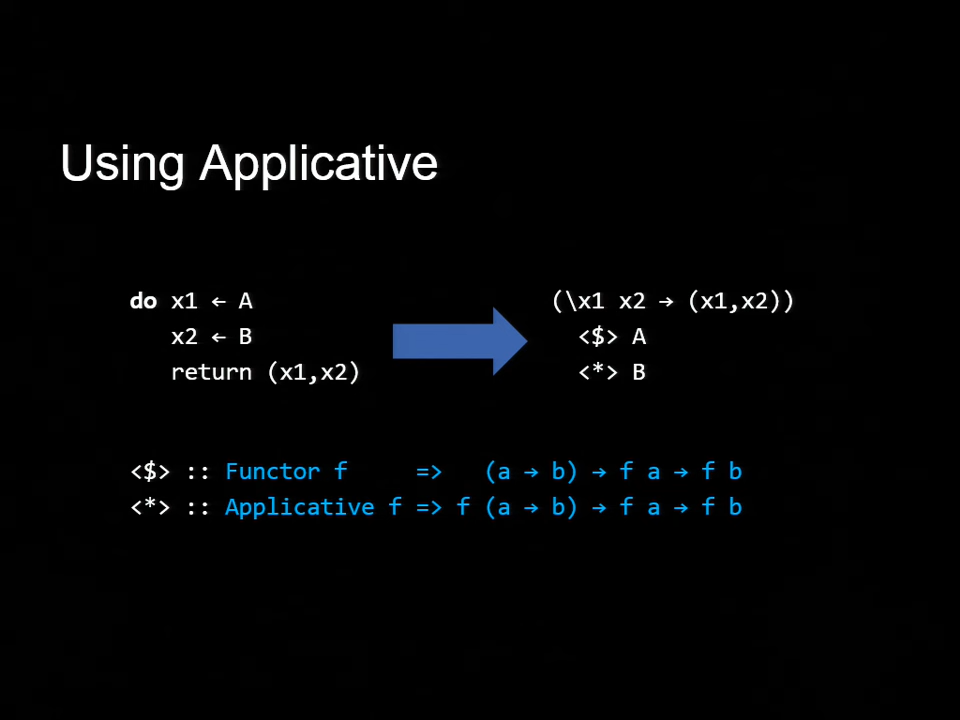 Using Applicative
do x1 ← A
x2 ← B
return (x1,x2)
(\x1 x2 → (x1,x2))
<$> A
<*> B
<$> :: Functor f => (a → b) → f a → f b
<*> :: Applicative f => f (a → b) → f a → f b